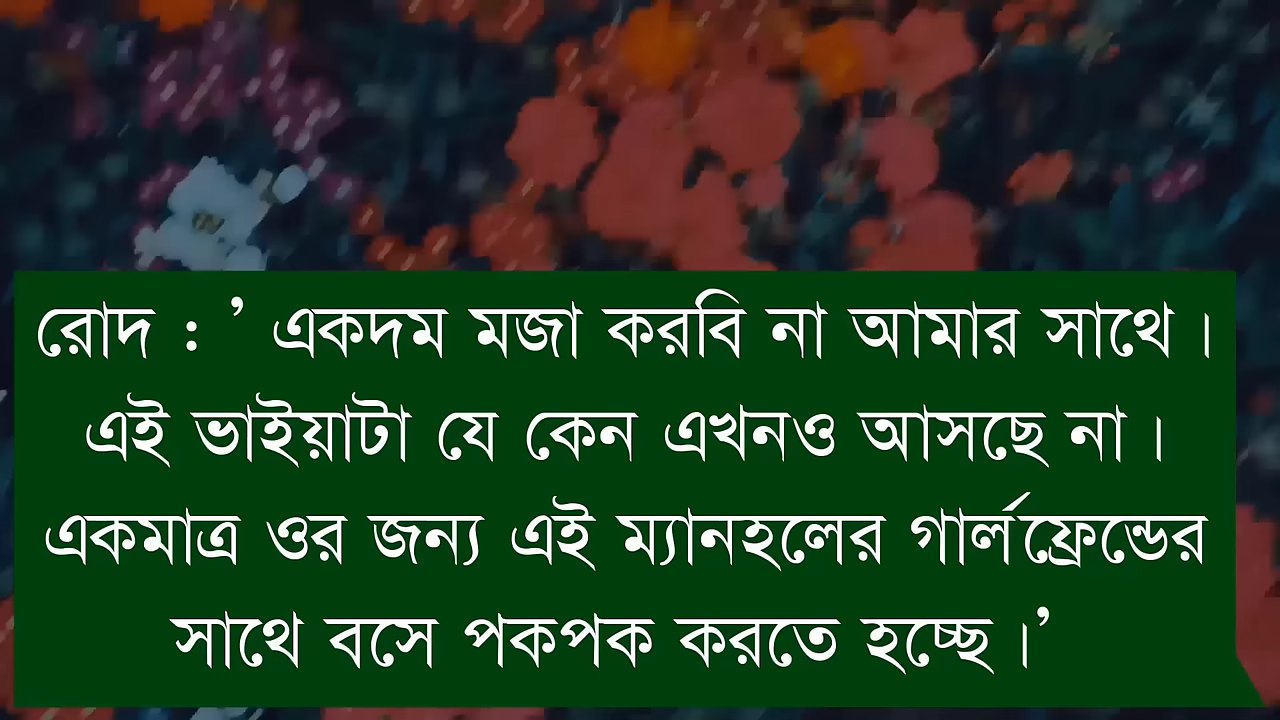 রোদ : ’ একদম মজা করবি না আমার সাথে।
এই ভাইয়াটা যে কেন এখনও আসছে না।
একমাত্র ওর জন্য এই ম্যানহলের গার্লফ্রেন্ডের
সাথে বসে পকপক করতে হচ্ছে।’